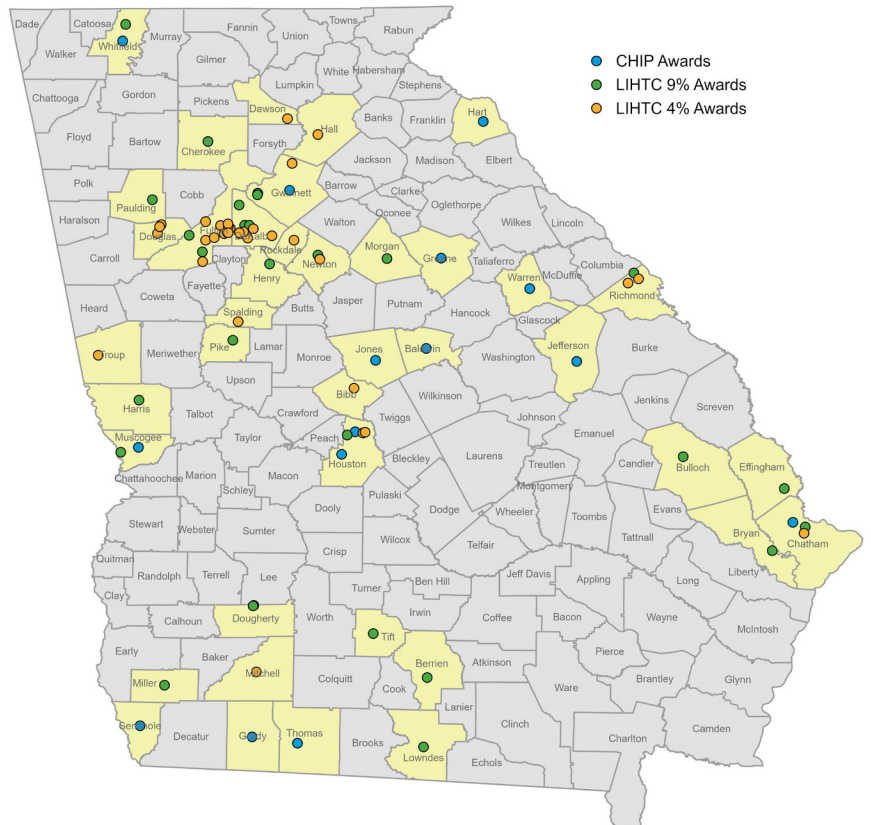 CHIP Awards
LIHTC 9% Awards
LIHTC 4% Awards
Dade
Catoosa
Whitfield
Murray
Fannin
Union
Towns
Rabun
Walker
Gilmer
Lumpkin
White
Habersham
Stephens
Chattooga
Gordon
Pickens
Dawson
Hall
Banks
Franklin
Hart
Floyd
Bartow
Cherokee
Forsyth
Jackson
Madison
Elbert
Polk
Paulding
Cobb
Gwinnett
Barrow
Clarke
Oconee
Oglethorpe
Wilkes
Lincoln
Haralson
Douglas
Walton
Carroll
Clayton
Rockdale
Newton
Morgan
Greene
Taliaferro
Warren
McDuffie
Columbia
Richmond
Heard
Coweta
Fayette
Henry
Spalding
Butts
Jasper
Putnam
Hancock
Glascock
Jefferson
Burke
Troup
Meriwether
Pike
Lamar
Monroe
Jones
Baldwin
Washington
Upson
Bibb
Wilkinson
Jenkins
Screven
Harris
Talbot
Crawford
Twiggs
Johnson
Emanuel
Muscogee
Taylor
Peach
Houston
Bleckley
Laurens
Treutlen
Candler
Bulloch
Effingham
Chattahoochee
Marion
Schley
Macon
Pulaski
Montgomery
Dooly
Dodge
Wheeler
Toombs
Evans
Bryan
Chatham
Stewart
Webster
Sumter
Crisp
Wilcox
Telfair
Tattnall
Liberty
Quitman
Randolph
Terrell
Lee
Turner
Ben Hill
Jeff Davis
Appling
Long
Clay
Calhoun
Dougherty
Worth
Irwin
Coffee
Bacon
Wayne
McIntosh
Early
Baker
Mitchell
Tift
Berrien
Atkinson
Pierce
Miller
Colquitt
Cook
Lanier
Ware
Brantley
Glynn
Seminole
Decatur
Grady
Thomas
Brooks
Lowndes
Echols
Clinch
Charlton
Camden